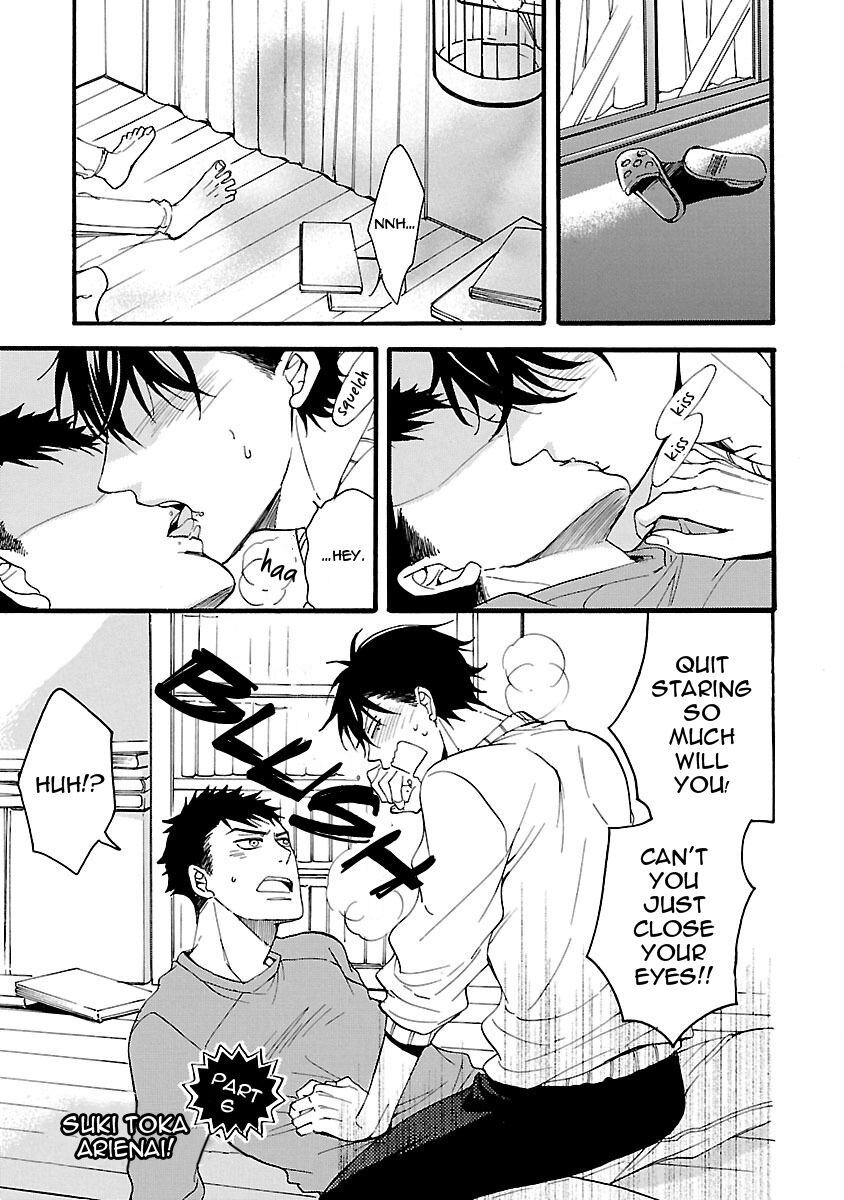 NNH...
kiss
kiss
squelch
...HEY.
haa
QUIT
STARING
SO
MUCH
WILL
YOU!
CAN'T
YOU
JUST
CLOSE
YOUR
EYES!!
BLUSH
HUH!?
PART
6
SUKI TOKA
ARIENAI!